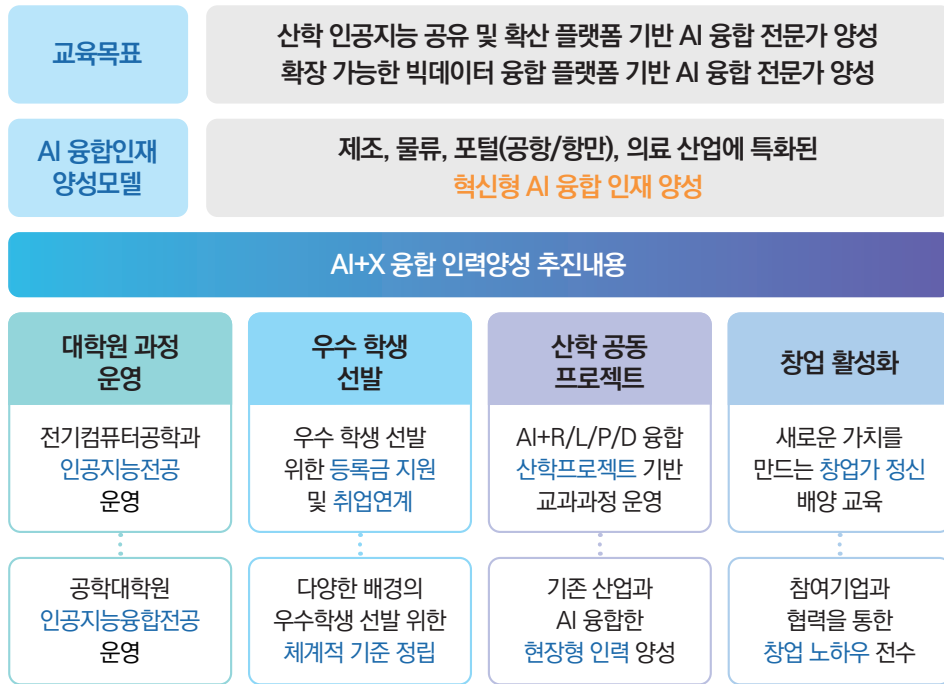 교육목표
산학 인공지능 공유 및 확산 플랫폼 기반 AI 융합 전문가 양성
확장 가능한 빅데이터 융합 플랫폼 기반 AI 융합 전문가 양성
AI 융합인재
양성모델
제조, 물류, 포털(공항/항만), 의료 산업에 특화된
혁신형 AI 융합 인재 양성
AI+X 융합 인력양성 추진내용
대학원 과정
운영
전기컴퓨터공학과
인공지능전공
운영
공학대학원
인공지능융합전공
운영
우수 학생
선발
우수 학생 선발
위한 등록금 지원
및 취업연계
다양한 배경의
우수학생 선발 위한
체계적 기준 정립
산학 공동
프로젝트
AI+R/L/P/D 융합
산학프로젝트 기반
교과과정 운영
기존 산업과
AI 융합한
현장형 인력 양성
창업 활성화
새로운 가치를
만드는 창업가 정신
배양 교육
참여기업과
협력을 통한
창업 노하우 전수